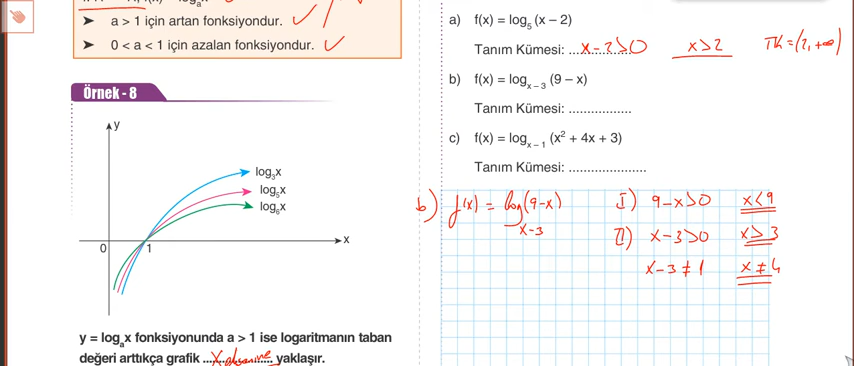 ➤ a > 1 için artan fonksiyondur. ✓
➤ 0 < a < 1 için azalan fonksiyondur. ✓
Örnek - 8
y
log₃x
log₅x
log₆x
x
0
1
y = logₐx fonksiyonunda a > 1 ise logaritmanın taban
değeri arttıkça grafik ....x eksenine.... yaklaşır.
a) f(x) = log₅ (x – 2)
Tanım Kümesi: ...x-2>0 x>2 TK=(2,+∞)
b) f(x) = logₓ₋₃ (9 – x)
Tanım Kümesi: ................
c) f(x) = logₓ₋₁ (x² + 4x + 3)
Tanım Kümesi: ....................
b) f(x) = logₓ₋₃(9-x) I) 9-x>0 x<9
II) x-3>0 x>3
x-3≠1 x≠4